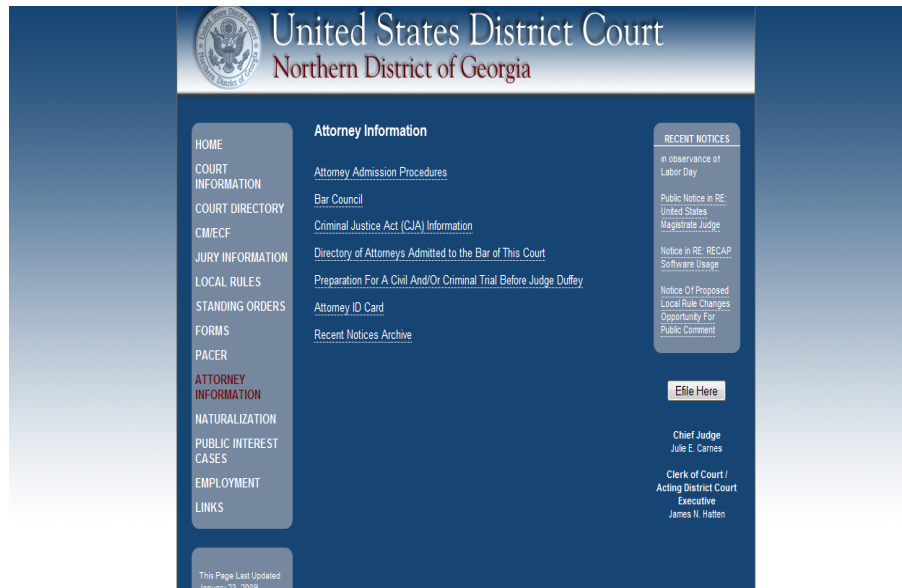 United States District Court
Northern District of Georgia
HOME
COURT
INFORMATION
COURT DIRECTORY
CM/ECF
JURY INFORMATION
LOCAL RULES
STANDING ORDERS
FORMS
PACER
ATTORNEY
INFORMATION
NATURALIZATION
PUBLIC INTEREST
CASES
EMPLOYMENT
LINKS
This Page Last Updated
January 23, 2009
Attorney Information
Attorney Admission Procedures
Bar Council
Criminal Justice Act (CJA) Information
Directory of Attorneys Admitted to the Bar of This Court
Preparation For A Civil And/Or Criminal Trial Before Judge Duffey
Attorney ID Card
Recent Notices Archive
RECENT NOTICES
in observance of
Labor Day
Public Notice in RE:
United States
Magistrate Judge
Notice in RE: RECAP
Software Usage
Notice Of Proposed
Local Rule Changes
Opportunity For
Public Comment
Efile Here
Chief Judge
Julie E. Carnes
Clerk of Court /
Acting District Court
Executive
James N. Hatten